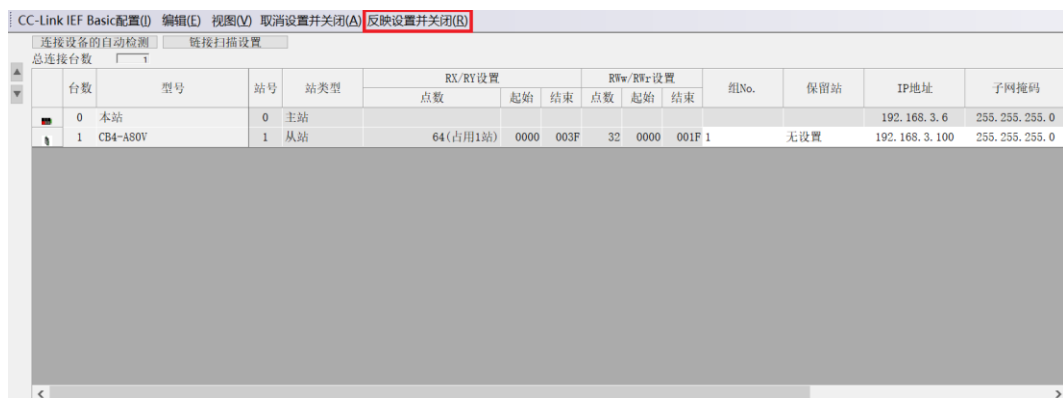 CC-Link IEF Basic配置(I) 编辑(E) 视图(V) 取消设置并关闭(A) 反映设置并关闭(R)
连接设备的自动检测 链接扫描设置
总连接台数 1
台数 型号 站号 站类型 RX/RY设置 RWw/RWr设置 组No. 保留站 IP地址 子网掩码
点数 起始 结束 点数 起始 结束
0 本站 0 主站 192.168.3.6 255.255.255.0
1 CB4-A80V 1 从站 64(占用1站) 0000 003F 32 0000 001F 1 无设置 192.168.3.100 255.255.255.0